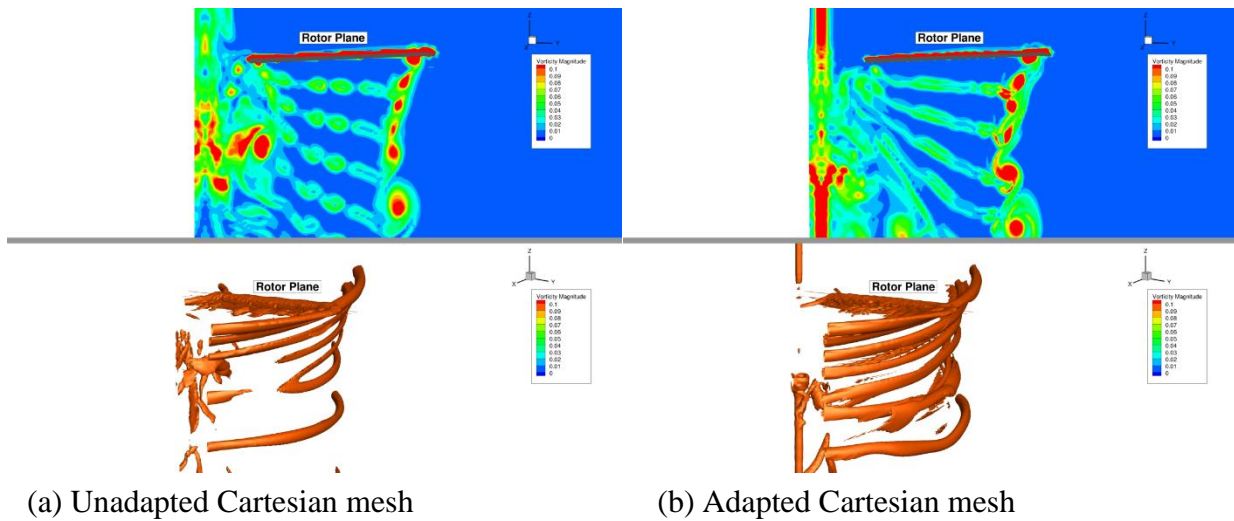 Rotor Plane
Z
X
Y
Vorticity Magnitude
0.1
0.09
0.08
0.07
0.06
0.05
0.04
0.03
0.02
0.01
0
Rotor Plane
Z
X
Y
Vorticity Magnitude
0.1
0.09
0.08
0.07
0.06
0.05
0.04
0.03
0.02
0.01
0
Rotor Plane
Z
X
Y
Vorticity Magnitude
0.1
0.09
0.08
0.07
0.06
0.05
0.04
0.03
0.02
0.01
0
Rotor Plane
Z
X
Y
Vorticity Magnitude
0.1
0.09
0.08
0.07
0.06
0.05
0.04
0.03
0.02
0.01
0
(a) Unadapted Cartesian mesh
(b) Adapted Cartesian mesh